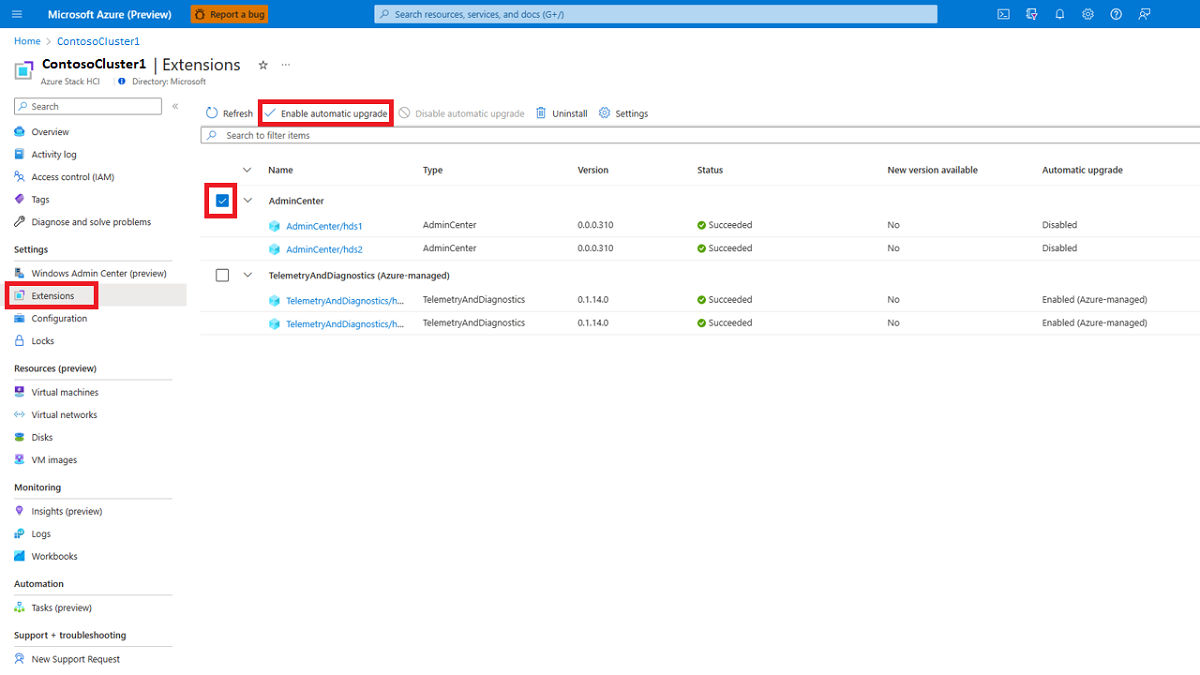 Microsoft Azure (Preview) Report a bug Search resources, services, and docs (G+/)
Home > ContosoCluster1
ContosoCluster1 | Extensions ...
Azure Stack HCI Directory: Microsoft
Search «
Overview
Activity log
Access control (IAM)
Tags
Diagnose and solve problems
Settings
Windows Admin Center (preview)
Extensions
Configuration
Locks
Resources (preview)
Virtual machines
Virtual networks
Disks
VM images
Monitoring
Insights (preview)
Logs
Workbooks
Automation
Tasks (preview)
Support + troubleshooting
New Support Request
Refresh Enable automatic upgrade Disable automatic upgrade Uninstall Settings
Search to filter items
Name Type Version Status New version available Automatic upgrade
AdminCenter
AdminCenter/hds1 AdminCenter 0.0.0.310 Succeeded No Disabled
AdminCenter/hds2 AdminCenter 0.0.0.310 Succeeded No Disabled
TelemetryAndDiagnostics (Azure-managed)
TelemetryAndDiagnostics/h... TelemetryAndDiagnostics 0.1.14.0 Succeeded No Enabled (Azure-managed)
TelemetryAndDiagnostics/h... TelemetryAndDiagnostics 0.1.14.0 Succeeded No Enabled (Azure-managed)